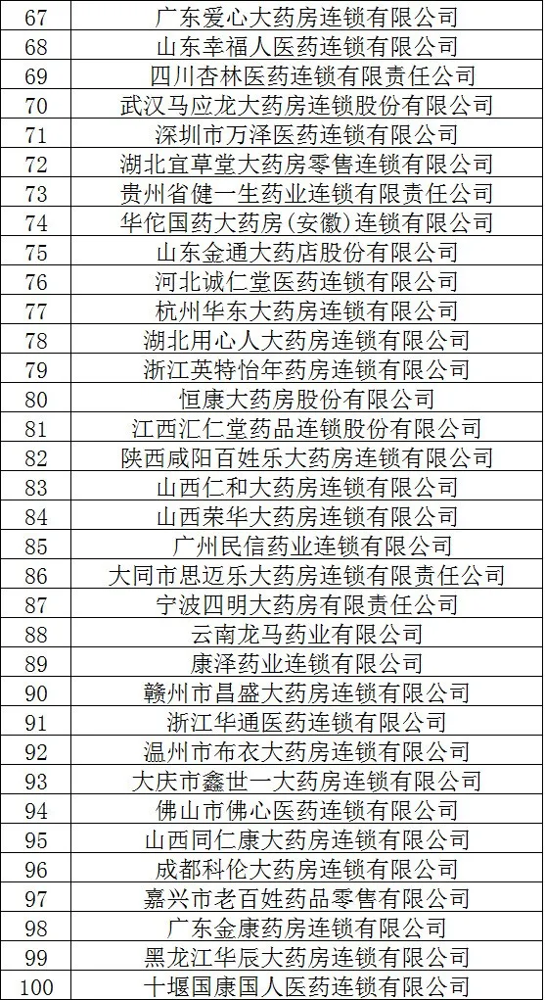 67 广东爱心大药房连锁有限公司
68 山东幸福人医药连锁有限公司
69 四川杏林医药连锁有限责任公司
70 武汉马应龙大药房连锁股份有限公司
71 深圳市万泽医药连锁有限公司
72 湖北宜草堂大药房零售连锁有限公司
73 贵州省健一生药业连锁有限责任公司
74 华佗国药大药房(安徽)连锁有限公司
75 山东金通大药店股份有限公司
76 河北诚仁堂医药连锁有限公司
77 杭州华东大药房连锁有限公司
78 湖北用心人大药房连锁有限公司
79 浙江英特怡年药房连锁有限公司
80 恒康大药房股份有限公司
81 江西汇仁堂药品连锁股份有限公司
82 陕西咸阳百姓乐大药房连锁有限公司
83 山西仁和大药房连锁有限公司
84 山西荣华大药房连锁有限公司
85 广州民信药业连锁有限公司
86 大同市思迈乐大药房连锁有限责任公司
87 宁波四明大药房有限责任公司
88 云南龙马药业有限公司
89 康泽药业连锁有限公司
90 赣州市昌盛大药房连锁有限公司
91 浙江华通医药连锁有限公司
92 温州市布衣大药房连锁有限公司
93 大庆市鑫世一大药房连锁有限公司
94 佛山市佛心医药连锁有限公司
95 山西同仁康大药房连锁有限公司
96 成都科伦大药房连锁有限公司
97 嘉兴市老百姓药品零售有限公司
98 广东金康药房连锁有限公司
99 黑龙江华辰大药房连锁有限公司
100 十堰国康国人医药连锁有限公司